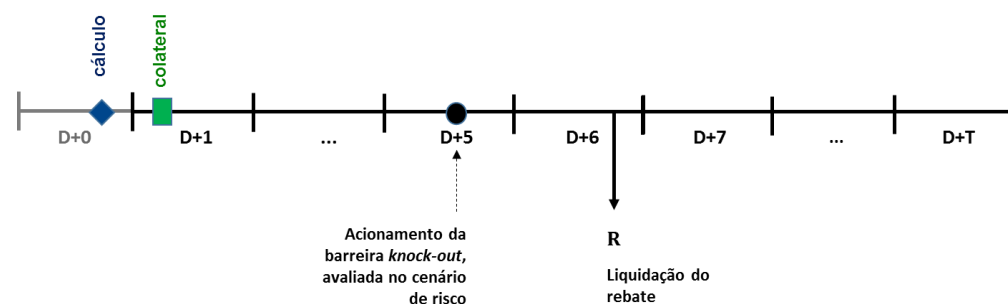 cálculo
colateral
D+0
D+1
...
D+5
D+6
D+7
...
D+T
Acionamento da
barreira knock-out,
avaliada no cenário
de risco
R
Liquidação do
rebate